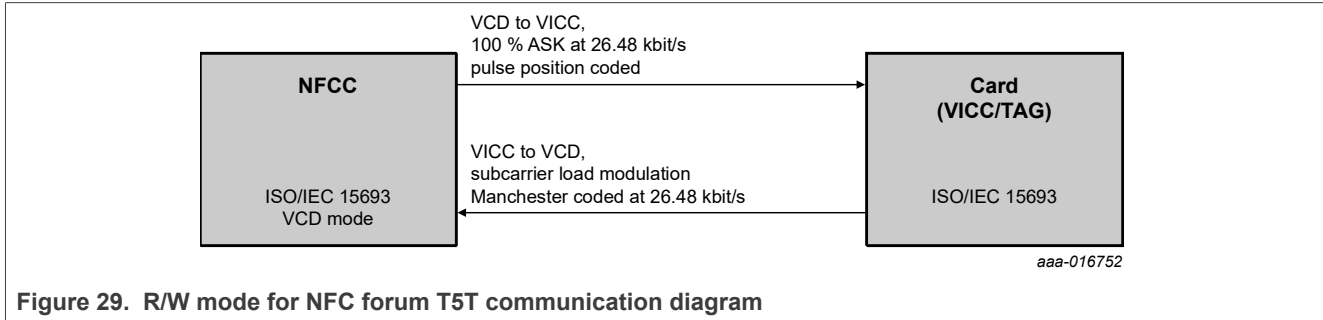 VCD to VICC,
100 % ASK at 26.48 kbit/s
pulse position coded
NFCC
Card
(VICC/TAG)
VICC to VCD,
subcarrier load modulation
Manchester coded at 26.48 kbit/s
ISO/IEC 15693
VCD mode
ISO/IEC 15693
aaa-016752
Figure 29. R/W mode for NFC forum T5T communication diagram